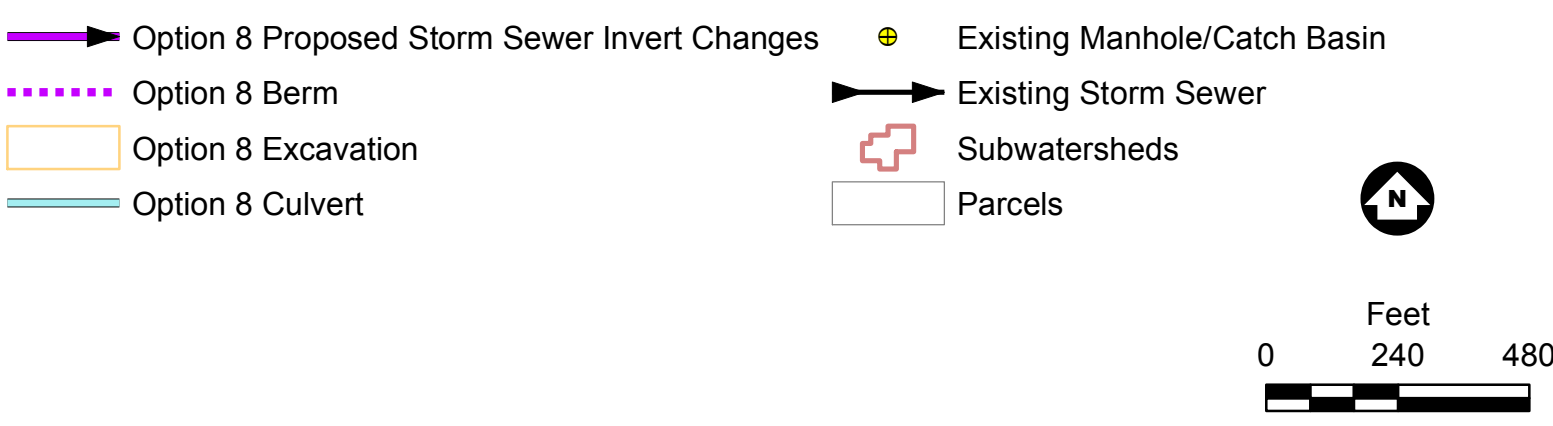 Option 8 Proposed Storm Sewer Invert Changes
Option 8 Berm
Option 8 Excavation
Option 8 Culvert
Existing Manhole/Catch Basin
Existing Storm Sewer
Subwatersheds
Parcels
N
Feet
0 240 480